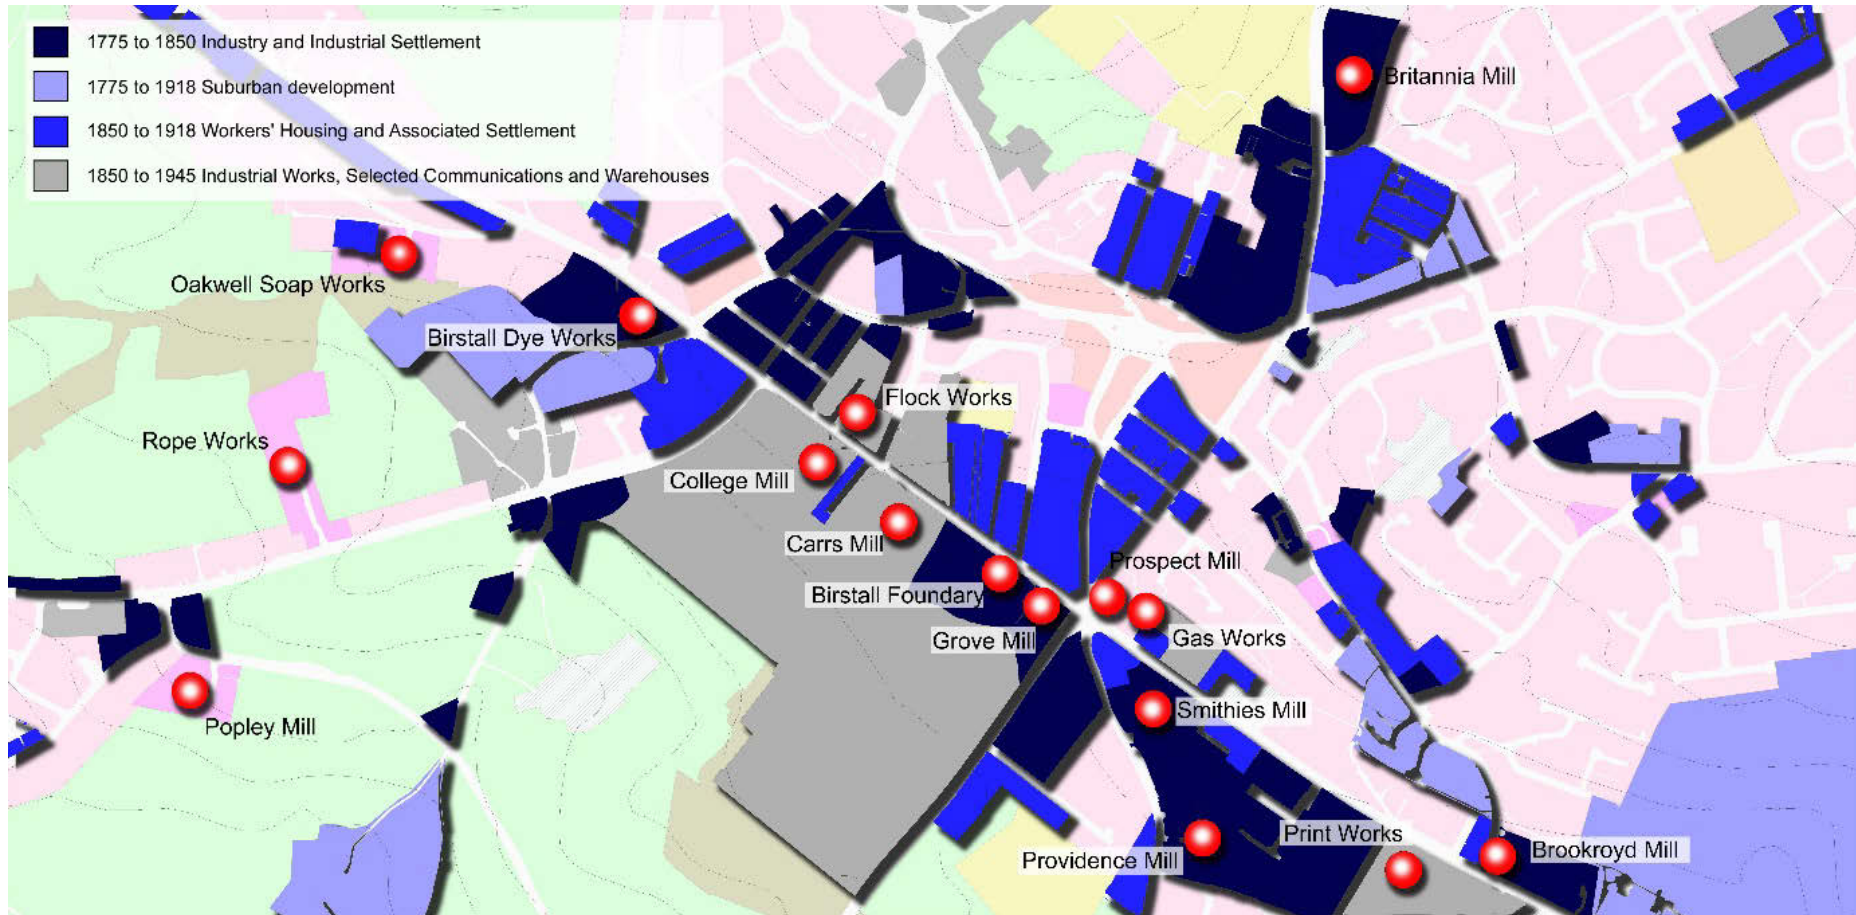 1775 to 1850 Industry and Industrial Settlement
1775 to 1918 Suburban development
1850 to 1918 Workers' Housing and Associated Settlement
1850 to 1945 Industrial Works, Selected Communications and Warehouses
Britannia Mill
Oakwell Soap Works
Birstall Dye Works
Flock Works
Rope Works
College Mill
Carrs Mill
Prospect Mill
Birstall Foundary
Grove Mill
Gas Works
Smithies Mill
Popley Mill
Print Works
Brookroyd Mill
Providence Mill